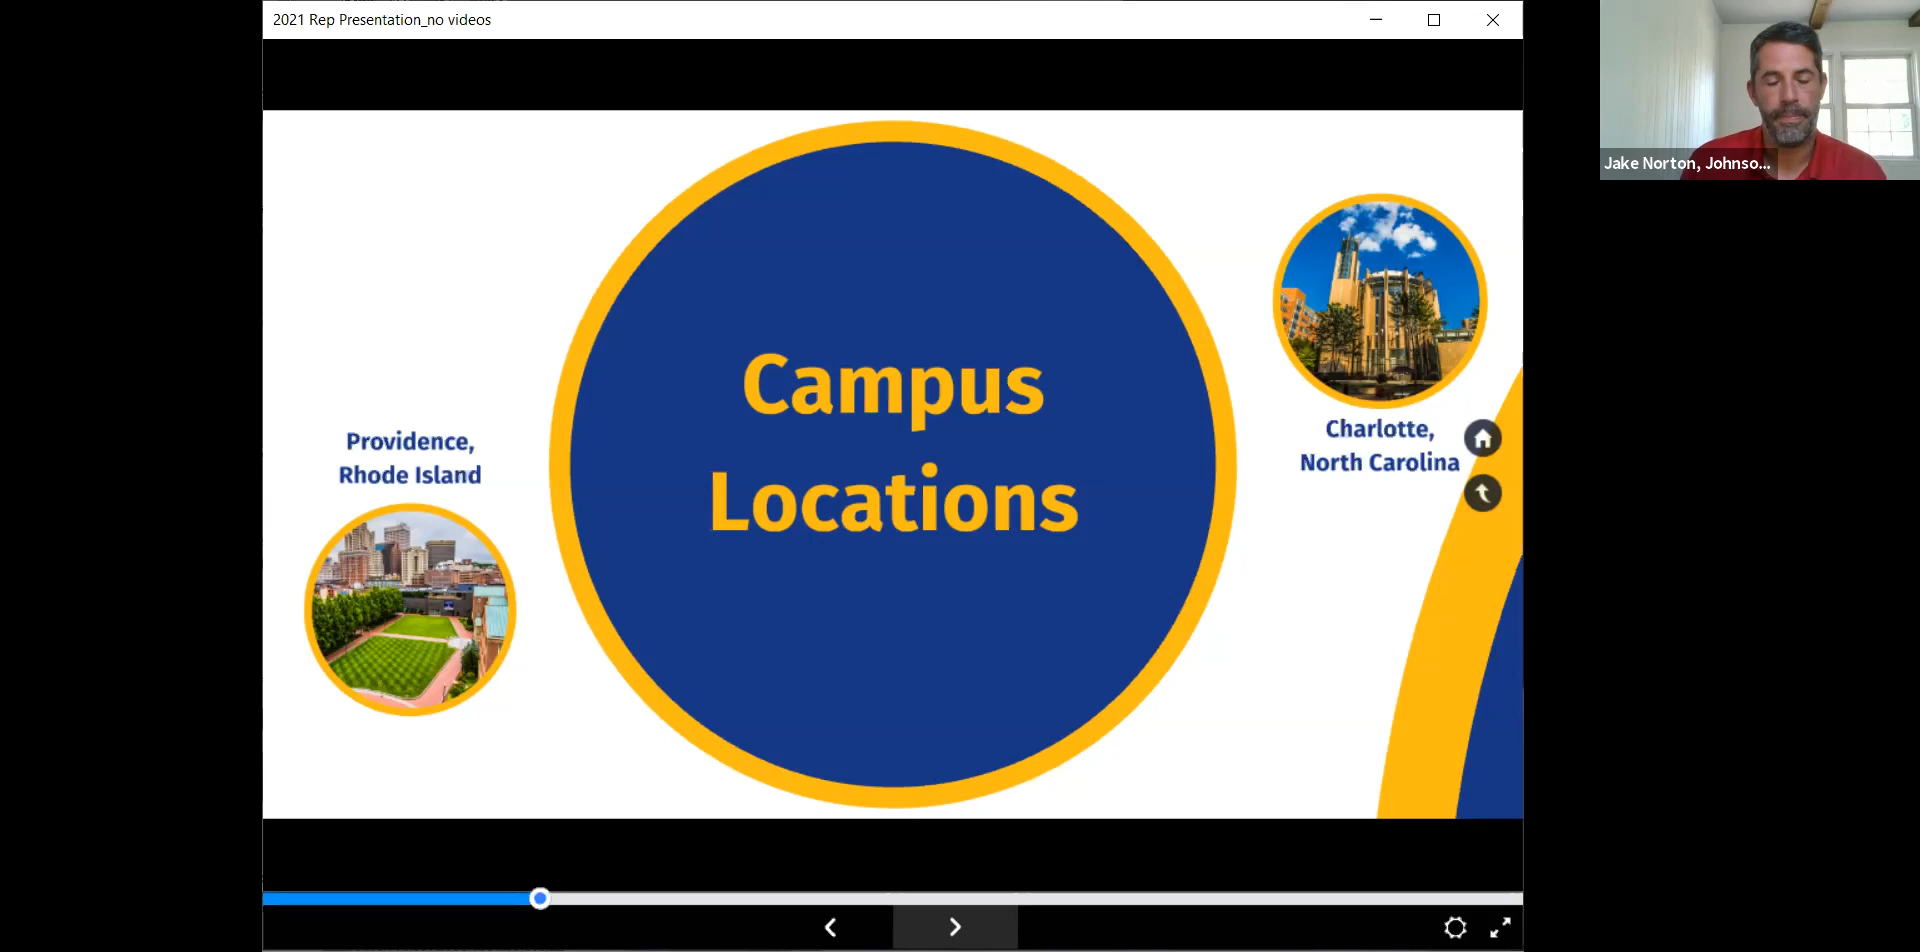 2021 Rep Presentation_no videos
Jake Norton, Johnso...
Campus
Locations
Providence,
Rhode Island
Charlotte,
North Carolina